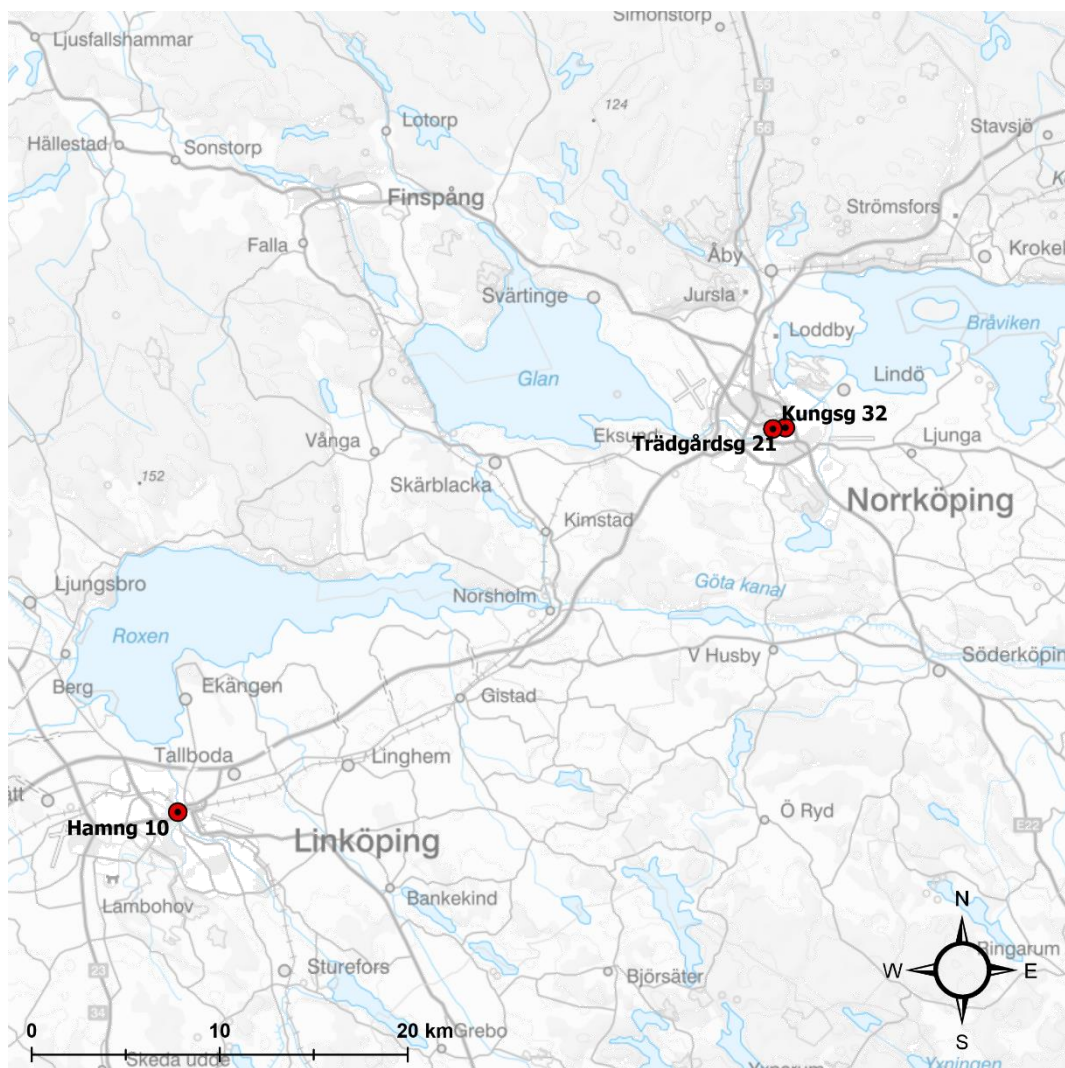 Simonstorp
Ljusfallshammar
55
124
56
Lotorp
Stavsjö
Hällestad
Sonstorp
Finspång
Strömsfors
Falla
Åby
Krokek
Svärtinge
Jursla
Bråviken
Loddby
Glan
Lindö
Kungsg 32
Eksund
Trädgårdsg 21
Ljunga
Vånga
152
Skärblacka
Norrköping
Kimstad
Göta kanal
Ljungsbro
Norsholm
Roxen
V Husby
Söderköpin
Berg
Ekängen
Gistad
Tallboda
Linghem
att
Ö Ryd
Hamng 10
Linköping
E22
Lambohov
Bankekind
N
Ringarum
23
Sturefors
Björsäter
W
E
34
0
10
20 km
Grebo
S
Skeda udde
Yxnerum
Yxningen